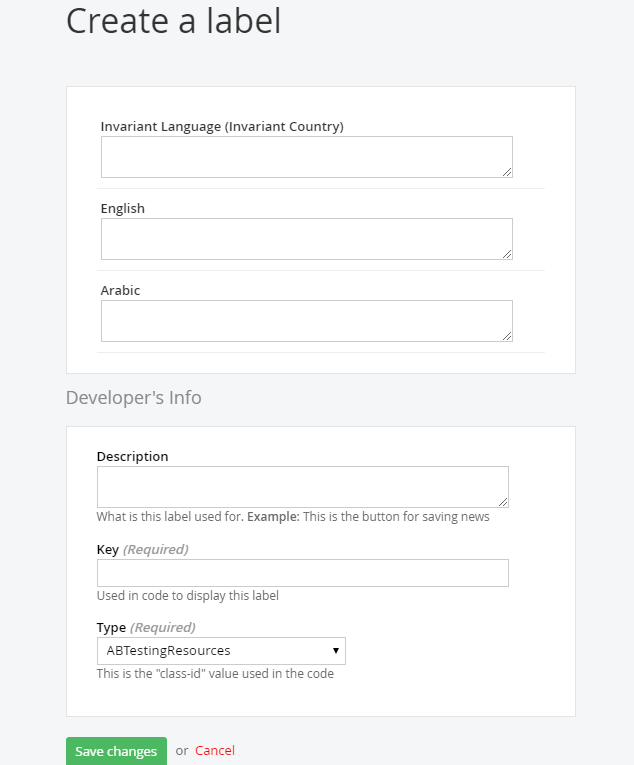 Create a label
Invariant Language (Invariant Country)
English
Arabic
Developer's Info
Description
What is this label used for. Example: This is the button for saving news
Key (Required)
Used in code to display this label
Type (Required)
ABTestingResources
This is the "class-id" value used in the code
Save changes or Cancel